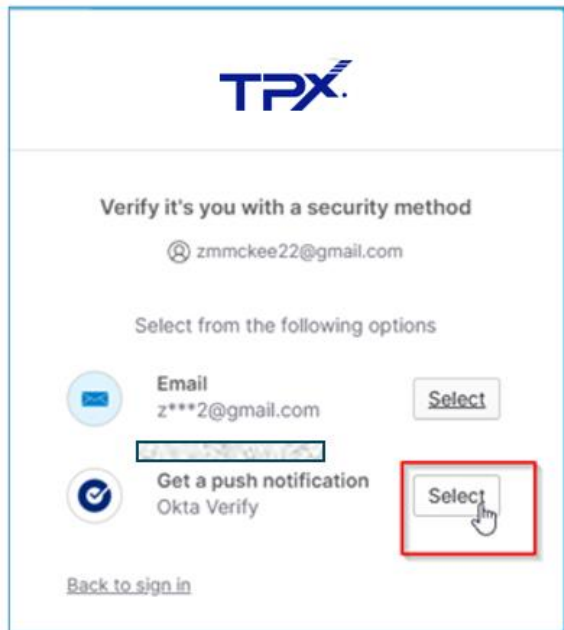 TPX.
Verify it's you with a security method
zmmckee22@gmail.com
Select from the following options
Email
z***2@gmail.com
Select
Get a push notification
Okta Verify
Select
Back to sign in